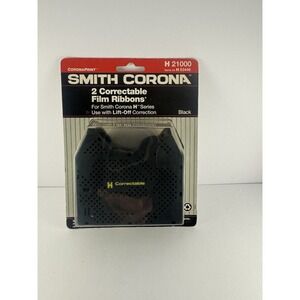 CORONAPRINT
H 21000
SMITH CORONA
2 Correctable
Film Ribbons
For Smith Corona H Series
Use with Lift-Off Correction
Black
H Correctable